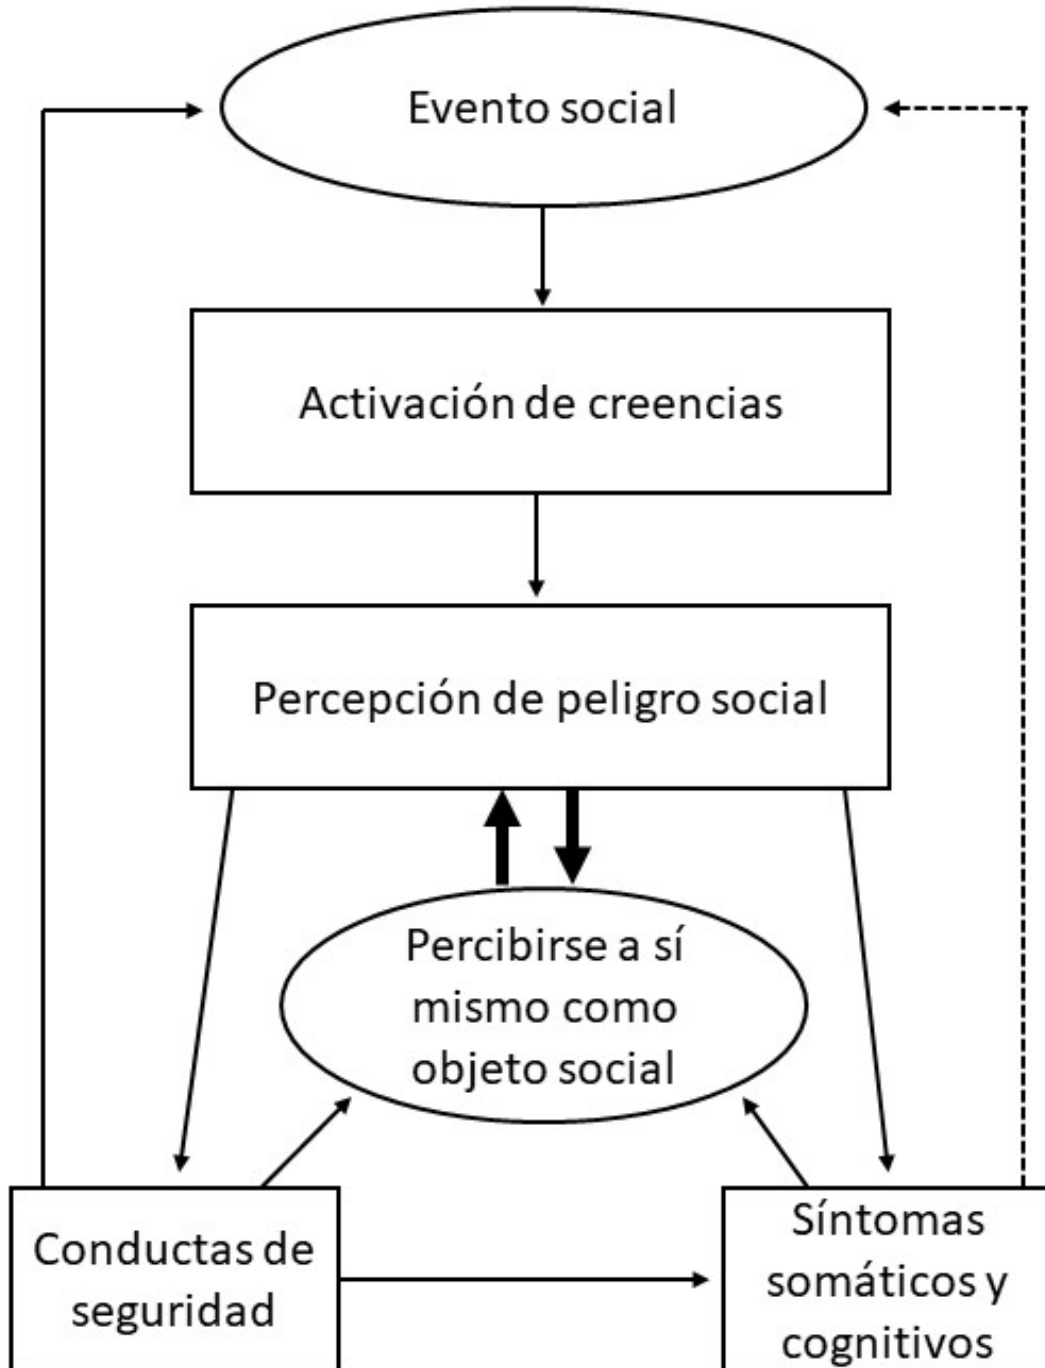 Evento social
Activación de creencias
Percepción de peligro social
Percibirse a sí
mismo como
objeto social
Conductas de
seguridad
Síntomas
somáticos y
cognitivos